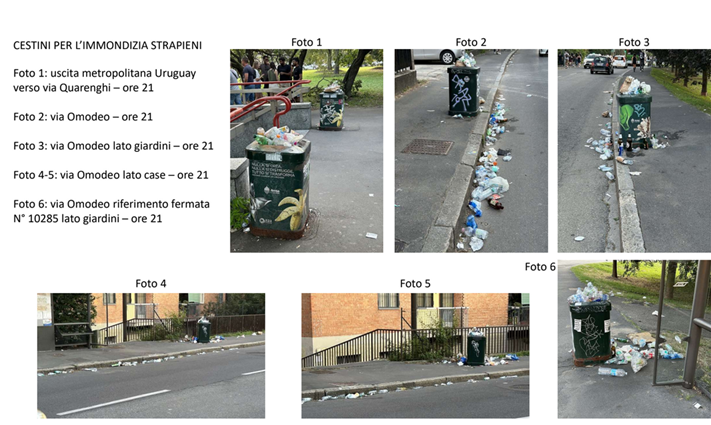 CESTINI PER L'IMMONDIZIA STRAPIENI
Foto 1: uscita metropolitana Uruguay
verso via Quarenghi – ore 21
Foto 2: via Omodeo – ore 21
Foto 3: via Omodeo lato giardini – ore 21
Foto 4-5: via Omodeo lato case – ore 21
Foto 6: via Omodeo riferimento fermata
N° 10285 lato giardini – ore 21
Foto 1
Foto 2
Foto 3
Foto 4
Foto 5
Foto 6